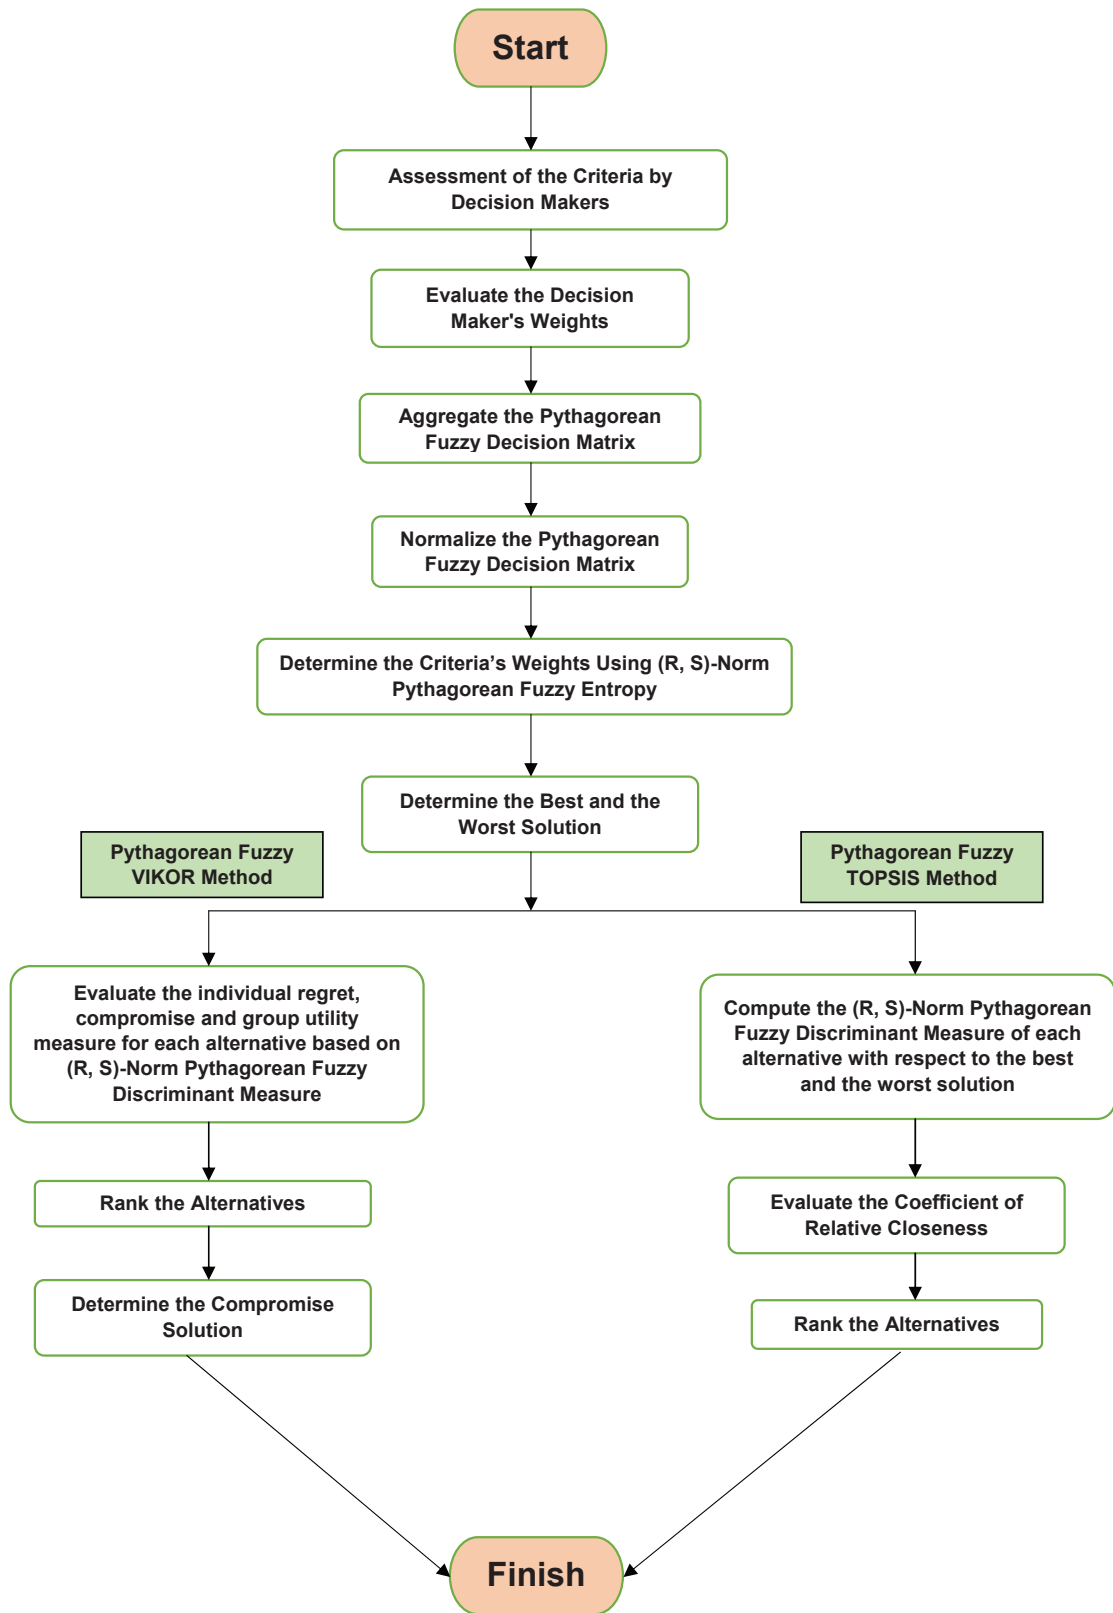 Start
Assessment of the Criteria by
Decision Makers
Evaluate the Decision
Maker's Weights
Aggregate the Pythagorean
Fuzzy Decision Matrix
Normalize the Pythagorean
Fuzzy Decision Matrix
Determine the Criteria’s Weights Using (R, S)-Norm
Pythagorean Fuzzy Entropy
Determine the Best and the
Worst Solution
Pythagorean Fuzzy
VIKOR Method
Pythagorean Fuzzy
TOPSIS Method
Evaluate the individual regret,
compromise and group utility
measure for each alternative based on
(R, S)-Norm Pythagorean Fuzzy
Discriminant Measure
Rank the Alternatives
Determine the Compromise
Solution
Compute the (R, S)-Norm Pythagorean
Fuzzy Discriminant Measure of each
alternative with respect to the best
and the worst solution
Evaluate the Coefficient of
Relative Closeness
Rank the Alternatives
Finish